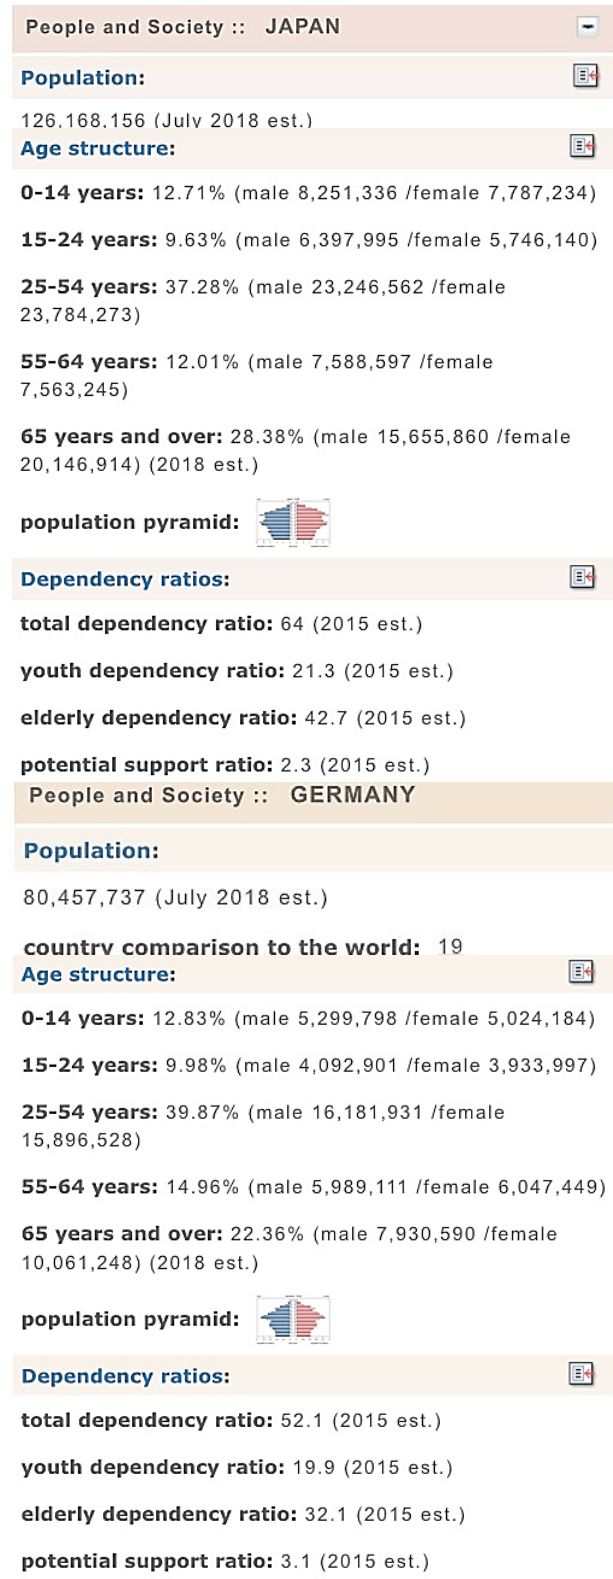 People and Society :: JAPAN
Population:
126,168,156 (July 2018 est.)
Age structure:
0-14 years: 12.71% (male 8,251,336 /female 7,787,234)
15-24 years: 9.63% (male 6,397,995 /female 5,746,140)
25-54 years: 37.28% (male 23,246,562 /female
23,784,273)
55-64 years: 12.01% (male 7,588,597 /female
7,563,245)
65 years and over: 28.38% (male 15,655,860 /female
20,146,914) (2018 est.)
population pyramid:
Dependency ratios:
total dependency ratio: 64 (2015 est.)
youth dependency ratio: 21.3 (2015 est.)
elderly dependency ratio: 42.7 (2015 est.)
potential support ratio: 2.3 (2015 est.)
People and Society :: GERMANY
Population:
80,457,737 (July 2018 est.)
country comparison to the world: 19
Age structure:
0-14 years: 12.83% (male 5,299,798 /female 5,024,184)
15-24 years: 9.98% (male 4,092,901 /female 3,933,997)
25-54 years: 39.87% (male 16,181,931 /female
15,896,528)
55-64 years: 14.96% (male 5,989,111 /female 6,047,449)
65 years and over: 22.36% (male 7,930,590 /female
10,061,248) (2018 est.)
population pyramid:
Dependency ratios:
total dependency ratio: 52.1 (2015 est.)
youth dependency ratio: 19.9 (2015 est.)
elderly dependency ratio: 32.1 (2015 est.)
potential support ratio: 3.1 (2015 est.)